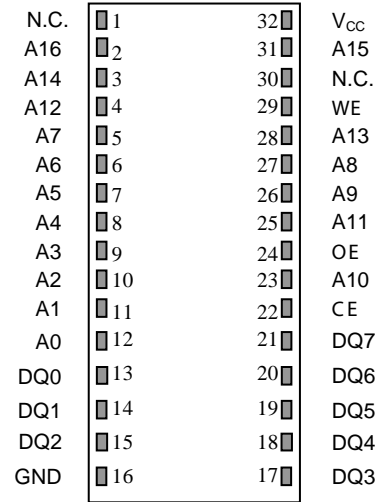 N.C. 1 32 VCC
A16 2 31 A15
A14 3 30 N.C.
A12 4 29 WE
A7 5 28 A13
A6 6 27 A8
A5 7 26 A9
A4 8 25 A11
A3 9 24 OE
A2 10 23 A10
A1 11 22 CE
A0 12 21 DQ7
DQ0 13 20 DQ6
DQ1 14 19 DQ5
DQ2 15 18 DQ4
GND 16 17 DQ3